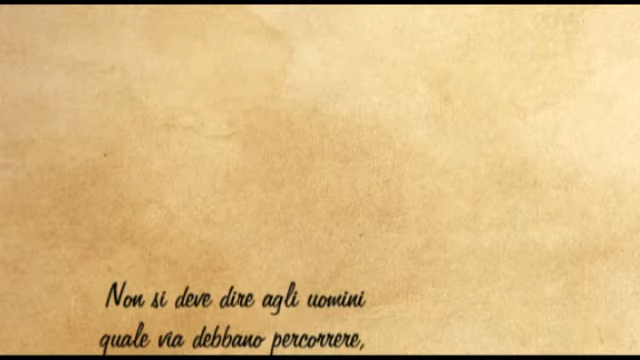 Non si deve dire agli uomini
quale via debbano percorrere,